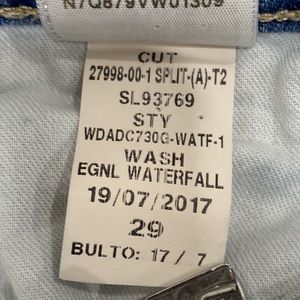 N7Q879VW01309
CUT
27998-00-1 SPLIT-(A)-T2
SL93769
STY
WDADC730G-WATF-1
WASH
EGNL WATERFALL
19/07/2017
29
BULTO: 17 / 7